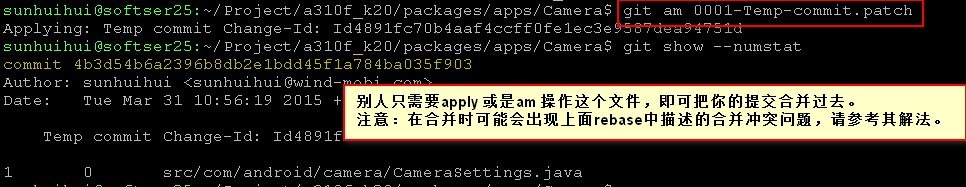 sunhuihui@softser25:~/Project/a310f_k20/packages/apps/Camera$ git am 0001-Temp-commit.patch
Applying: Temp commit Change-Id: Id4891fc70b4aaf4ccff0fe1ec3e9587dea94751d
sunhuihui@softser25:~/Project/a310f_k20/packages/apps/Camera$ git show --numstat
commit 4b3d54b6a2396b8db2e1bdd45f1a784ba035f903
Author: sunhuihui <sunhuihui@wind-mobi.com>
Date: Tue Mar 31 10:56:19 2015 +
别人只需要apply 或是am 操作这个文件，即可把你的提交合并过去。
注意：在合并时可能会出现上面rebase中描述的合并冲突问题，请参考其解法。
Temp commit Change-Id: Id4891f
1 0 src/com/android/camera/CameraSettings.java